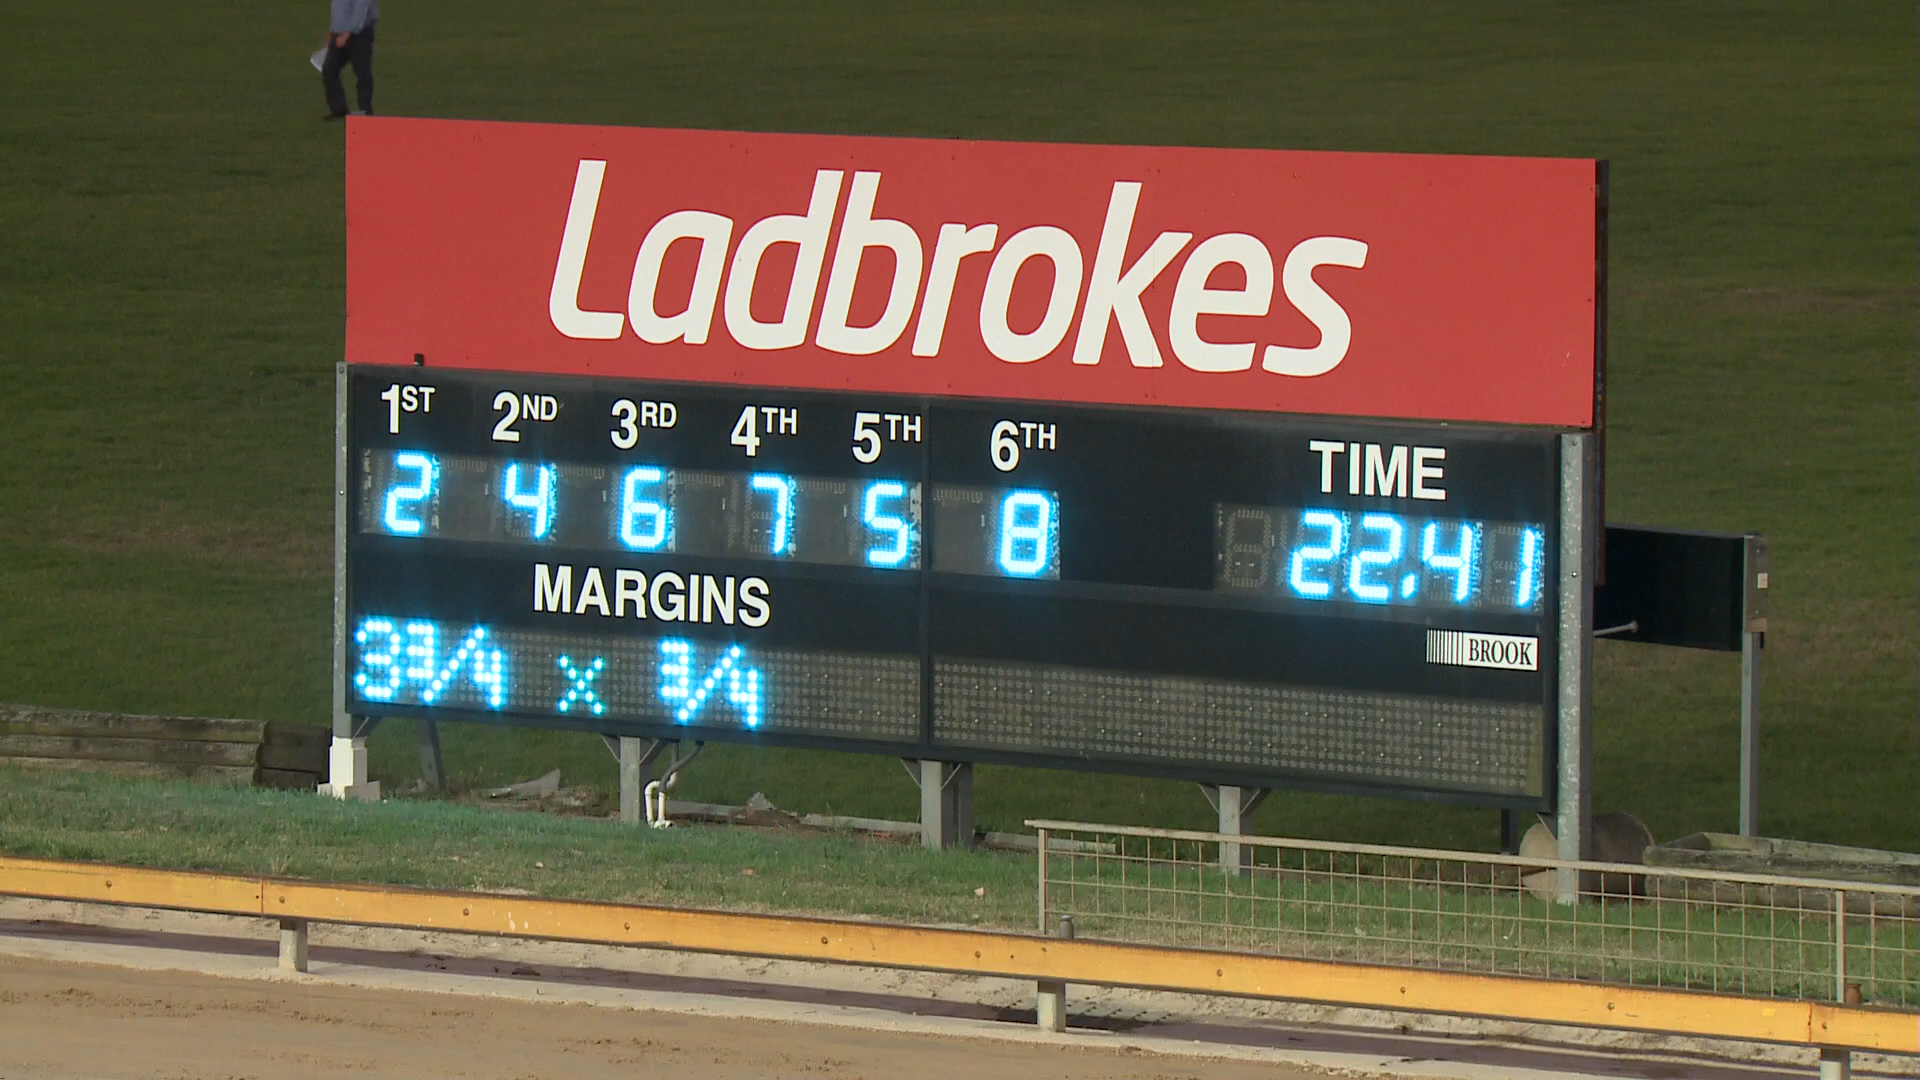 Ladbrokes
1ST 2ND 3RD 4TH 5TH 6TH TIME
2 4 6 7 5 8 22.41
MARGINS
BROOK
33/4 x 3/4